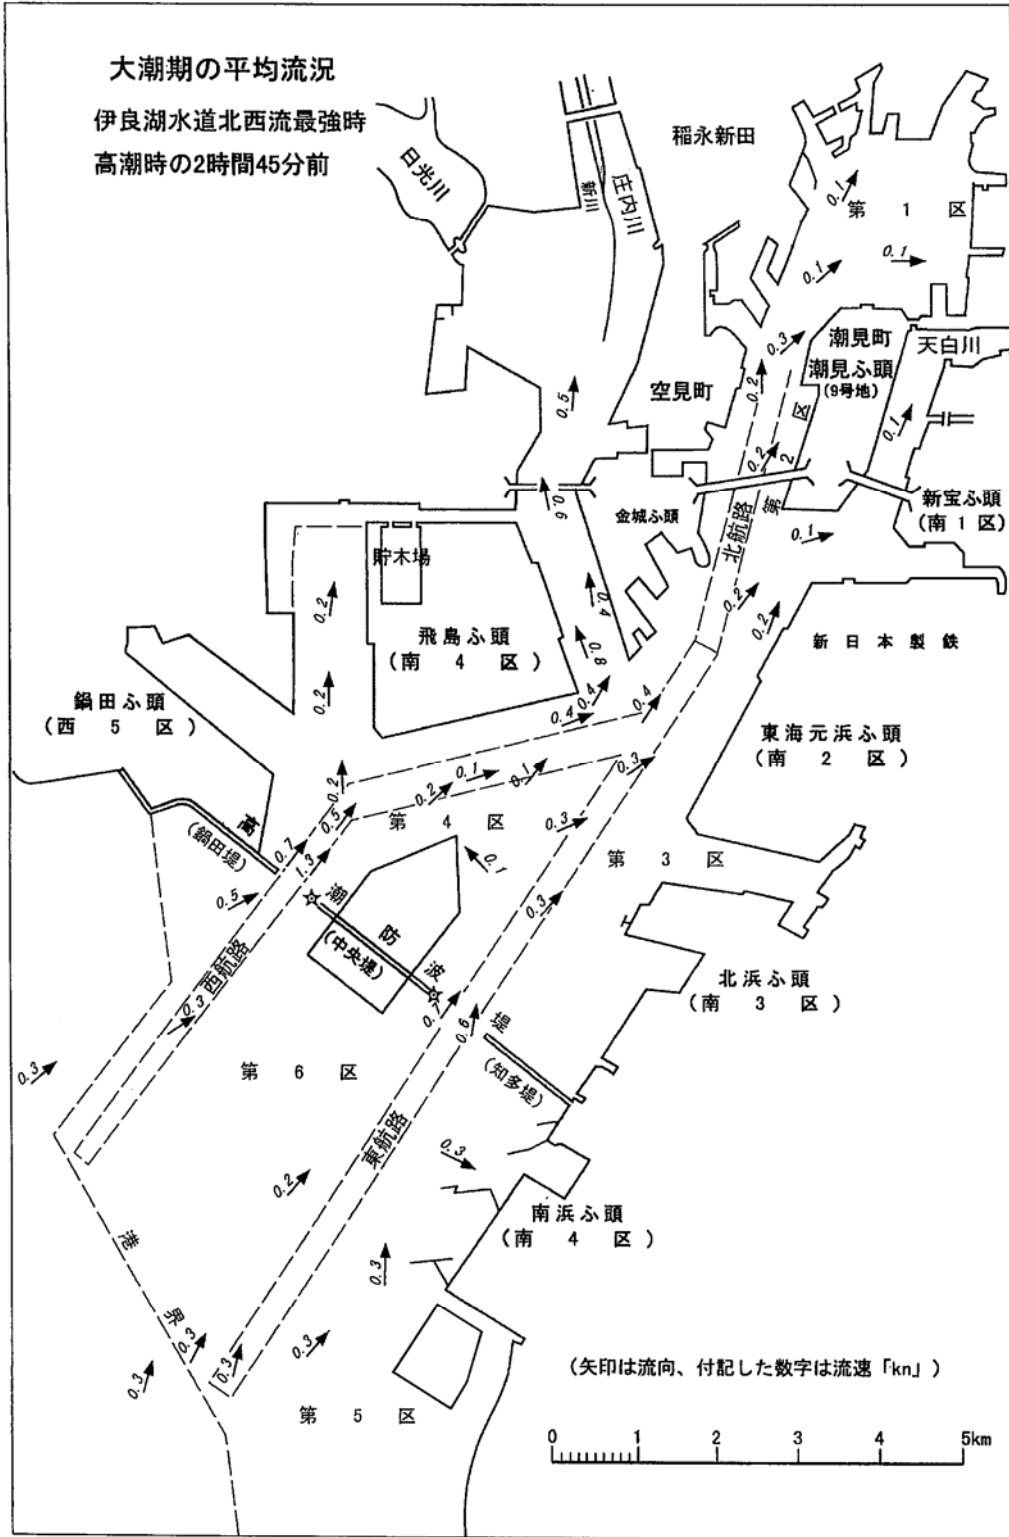 大潮期の平均流況
伊良湖水道北西流最強時
高潮時の2時間45分前
日光川
新川
庄内川
稲永新田
0.1
第 1 区
0.1
0.1
0.3
潮見町
潮見ふ頭
(9号地)
天白川
空見町
0.2
0.5
0.1
0.2
第 2 区
0.6
金城ふ頭
北航路
新宝ふ頭
(南 1 区)
0.1
貯木場
0.2
0.4
0.2
0.2
飛島ふ頭
(南 4 区)
0.8
新日本製鉄
鍋田ふ頭
(西 5 区)
0.2
0.4
0.4
0.4
東海元浜ふ頭
(南 2 区)
0.2
0.2
0.1
0.1
0.3
0.5
第 4 区
0.3
高潮防波堤
(鍋田堤)
0.7
1.3
0.1
第 3 区
0.5
0.3
(中央堤)
西航路
0.3
0.7
0.6
北浜ふ頭
(南 3 区)
0.3
第 6 区
(知多堤)
東航路
0.3
0.2
南浜ふ頭
(南 4 区)
港界
0.3
0.3
0.3
0.3
0.3
第 5 区
(矢印は流向、付記した数字は流速「kn」)
0 1 2 3 4 5km